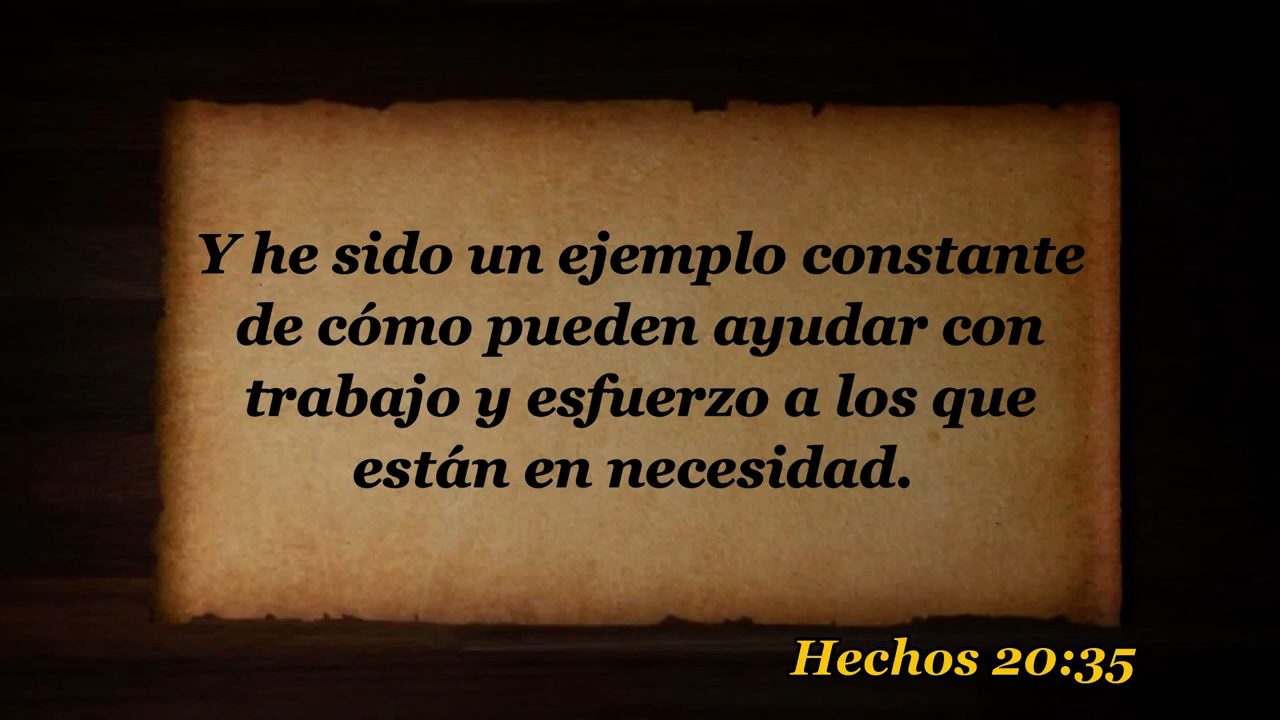 Y he sido un ejemplo constante
de cómo pueden ayudar con
trabajo y esfuerzo a los que
están en necesidad.
Hechos 20:35